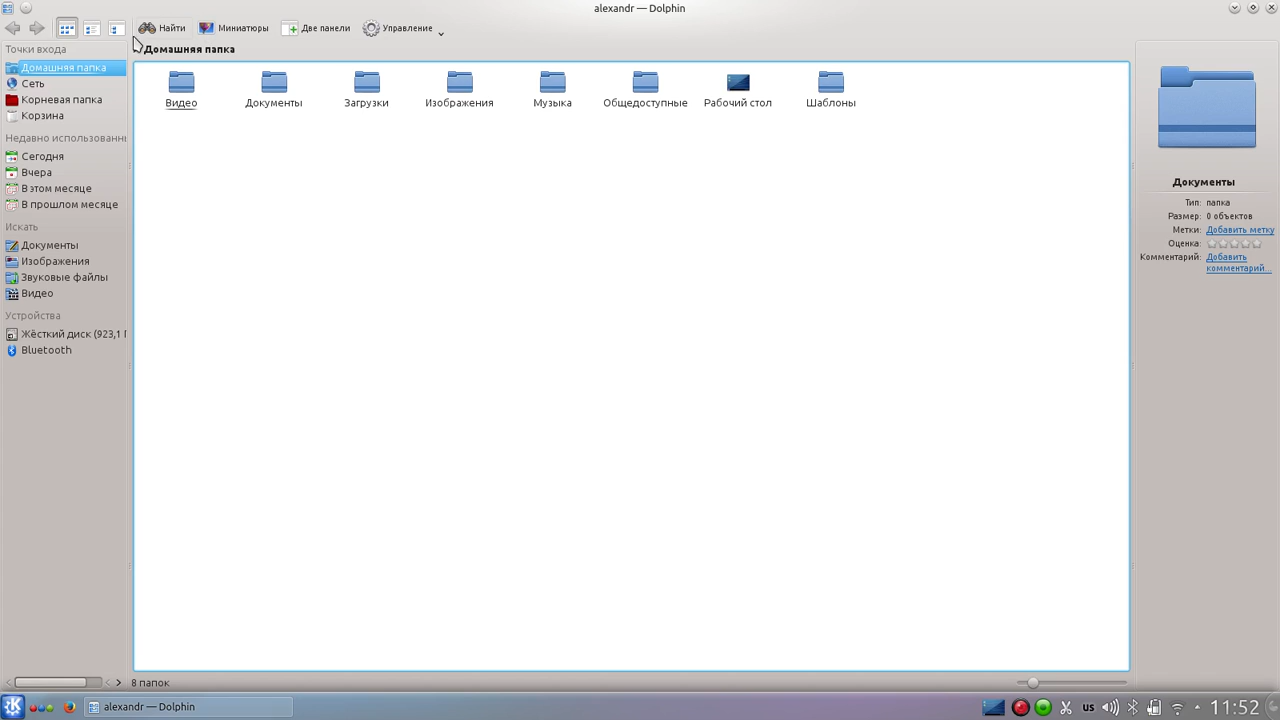 alexandr — Dolphin
Найти Миниатюры Две панели Управление
Точки входа
Домашняя папка
Сеть
Корневая папка
Корзина
Недавно использованн
Сегодня
Вчера
В этом месяце
В прошлом месяце
Искать
Документы
Изображения
Звуковые файлы
Видео
Устройства
Жёсткий диск (923,1 Г
Bluetooth
Домашняя папка
Видео Документы Загрузки Изображения Музыка Общедоступные Рабочий стол Шаблоны
Документы
Тип: папка
Размер: 0 объектов
Метки: Добавить метку
Оценка:
Комментарий: Добавить
комментарий...
8 папок
alexandr — Dolphin
us
11:52